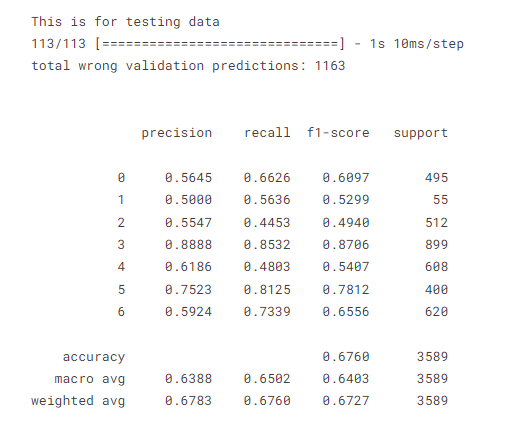 This is for testing data
113/113 [==============================] - 1s 10ms/step
total wrong validation predictions: 1163
precision recall f1-score support
0 0.5645 0.6626 0.6097 495
1 0.5000 0.5636 0.5299 55
2 0.5547 0.4453 0.4940 512
3 0.8888 0.8532 0.8706 899
4 0.6186 0.4803 0.5407 608
5 0.7523 0.8125 0.7812 400
6 0.5924 0.7339 0.6556 620
accuracy 0.6760 3589
macro avg 0.6388 0.6502 0.6403 3589
weighted avg 0.6783 0.6760 0.6727 3589